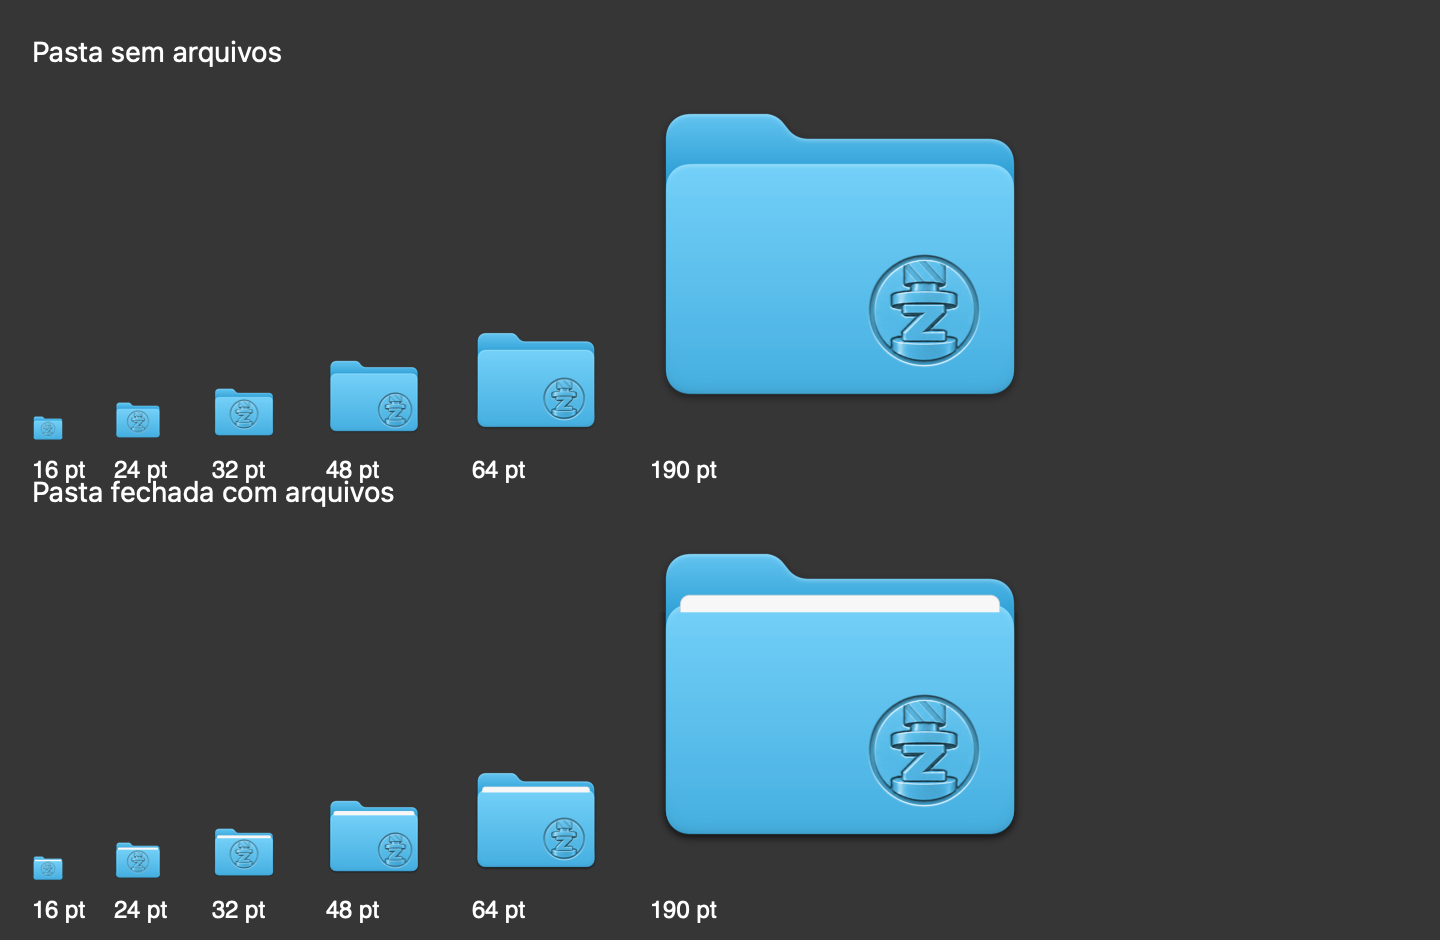 Pasta sem arquivos
16 pt 24 pt 32 pt 48 pt 64 pt 190 pt
Pasta fechada com arquivos
16 pt 24 pt 32 pt 48 pt 64 pt 190 pt